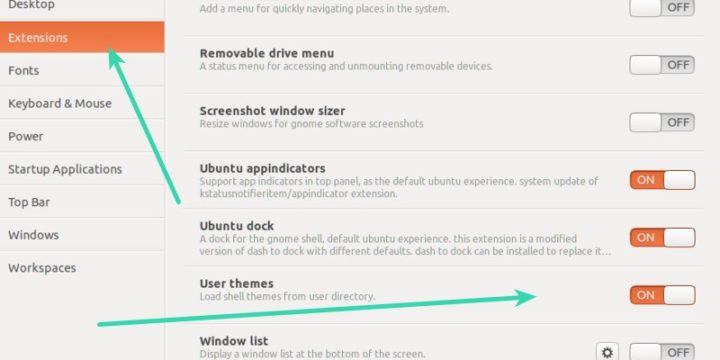 Desktop
Extensions
Fonts
Keyboard & Mouse
Power
Startup Applications
Top Bar
Windows
Workspaces
Add a menu for quickly navigating places in the system.
OFF
Removable drive menu
A status menu for accessing and unmounting removable devices.
OFF
Screenshot window sizer
Resize windows for gnome software screenshots
OFF
Ubuntu appindicators
Support app indicators in top panel, as the default ubuntu experience. system update of
kstatusnotifieritem/appindicator extension.
ON
Ubuntu dock
A dock for the gnome shell, default ubuntu experience. this extension is a modified
version of dash to dock with different defaults. dash to dock can be installed to replace it…
ON
User themes
Load shell themes from user directory.
ON
Window list
Display a window list at the bottom of the screen.
OFF